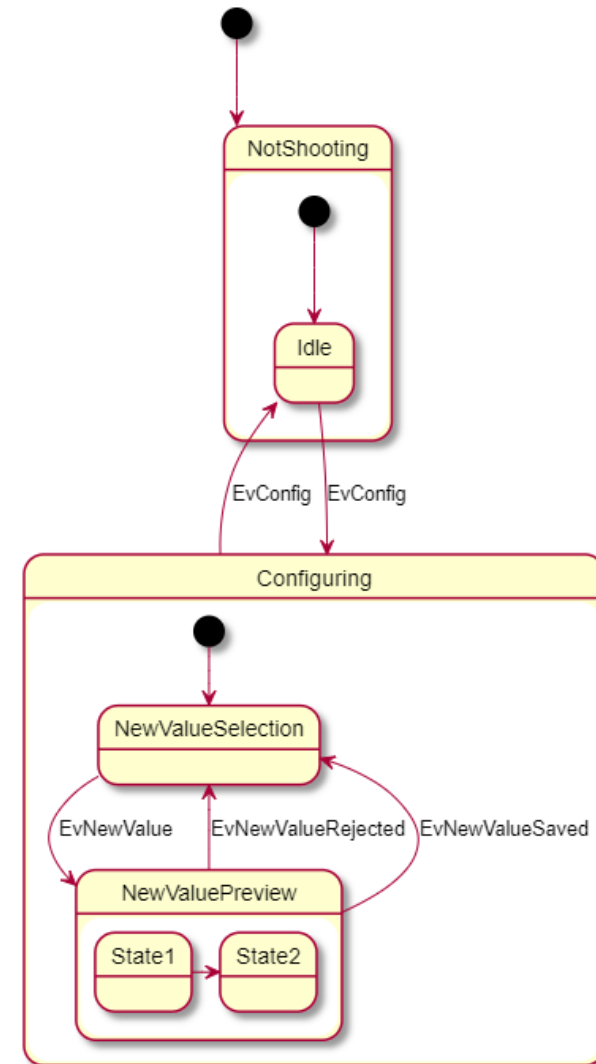 NotShooting
Idle
EvConfig
EvConfig
Configuring
NewValueSelection
EvNewValue
EvNewValueRejected
EvNewValueSaved
NewValuePreview
State1
State2